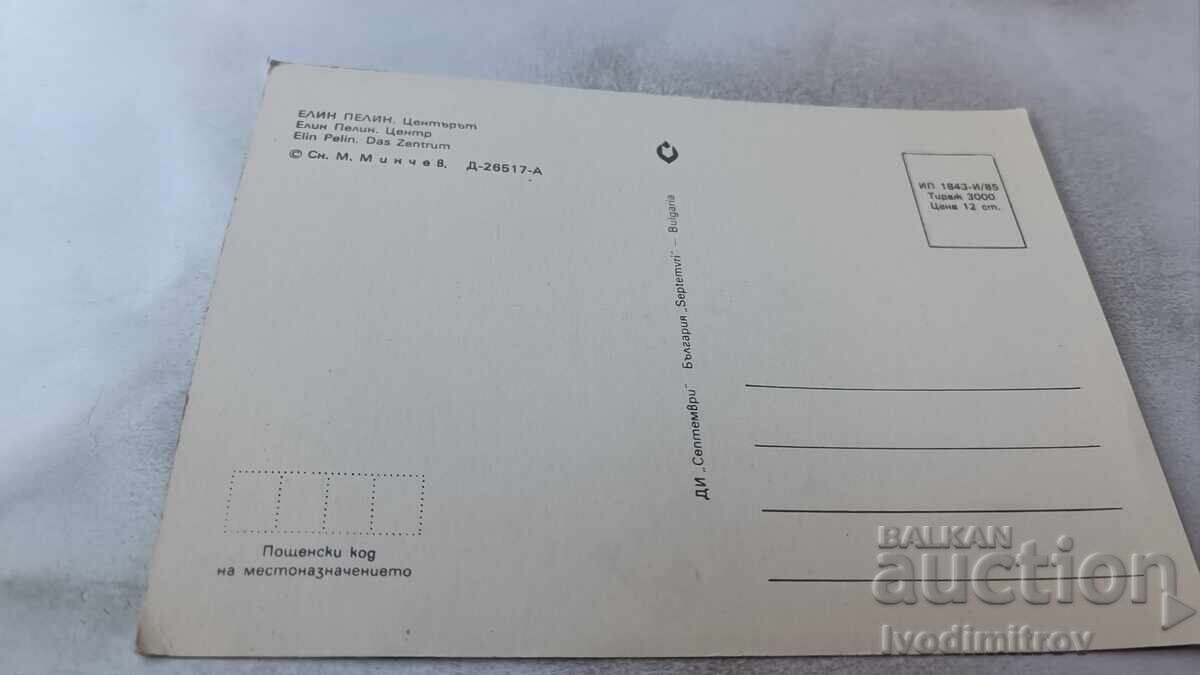 ЕЛИН ПЕЛИН. Центърът
Елин Пелин. Центр
Elin Pelin. Das Zentrum
© Сн. М. Минчев, Д-26517-А
ДИ „Септември" България „Septemvri" — Bulgaria
ИП 1843-И/85
Тираж 3000
Цена 12 ст.
Пощенски код
на местоназначението
BALKAN
auction
Ivodimitrov